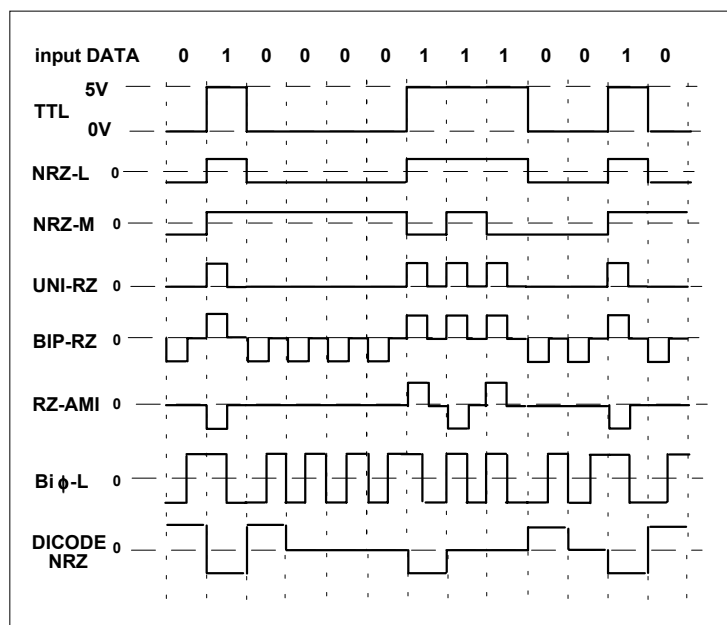 input DATA 0 1 0 0 0 0 1 1 1 0 0 1 0
5V
TTL
0V
NRZ-L 0
NRZ-M 0
UNI-RZ 0
BIP-RZ 0
RZ-AMI 0
Bi ϕ-L 0
DICODE 0
NRZ